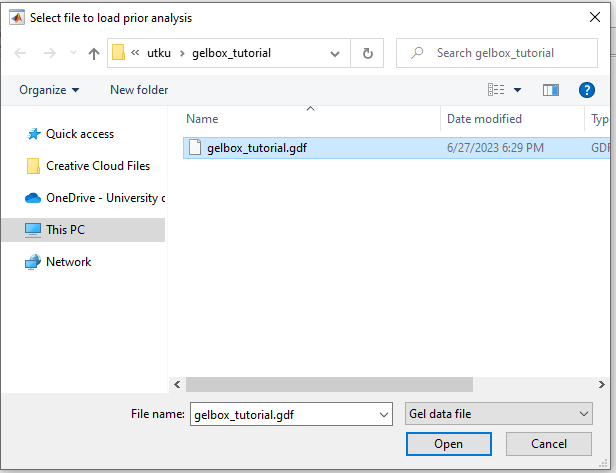 Select file to load prior analysis
« utku › gelbox_tutorial
Search gelbox_tutorial
Organize
New folder
Name
Date modified
Typ
Quick access
Creative Cloud Files
OneDrive - University o
This PC
Network
gelbox_tutorial.gdf
6/27/2023 6:29 PM
GDF
File name:
gelbox_tutorial.gdf
Gel data file
Open
Cancel